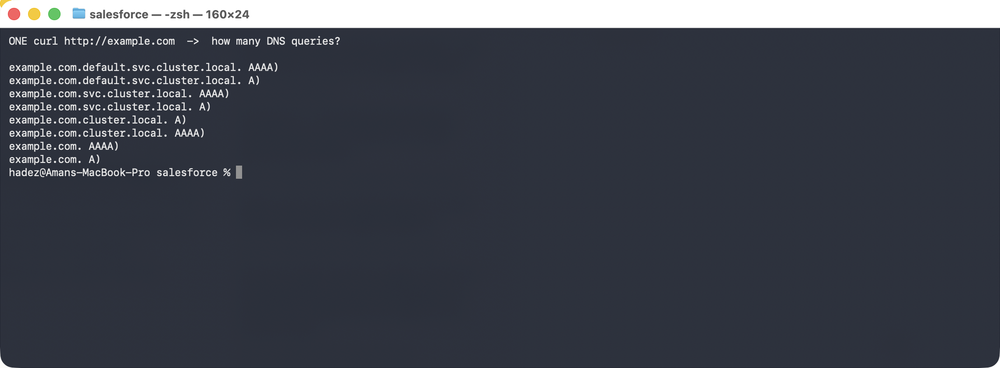 salesforce — -zsh — 160×24
ONE curl http://example.com  —>  how many DNS queries?
example.com.default.svc.cluster.local. AAAA)
example.com.default.svc.cluster.local. A)
example.com.svc.cluster.local. AAAA)
example.com.svc.cluster.local. A)
example.com.cluster.local. A)
example.com.cluster.local. AAAA)
example.com. AAAA)
example.com. A)
hadez@Amans-MacBook-Pro salesforce %